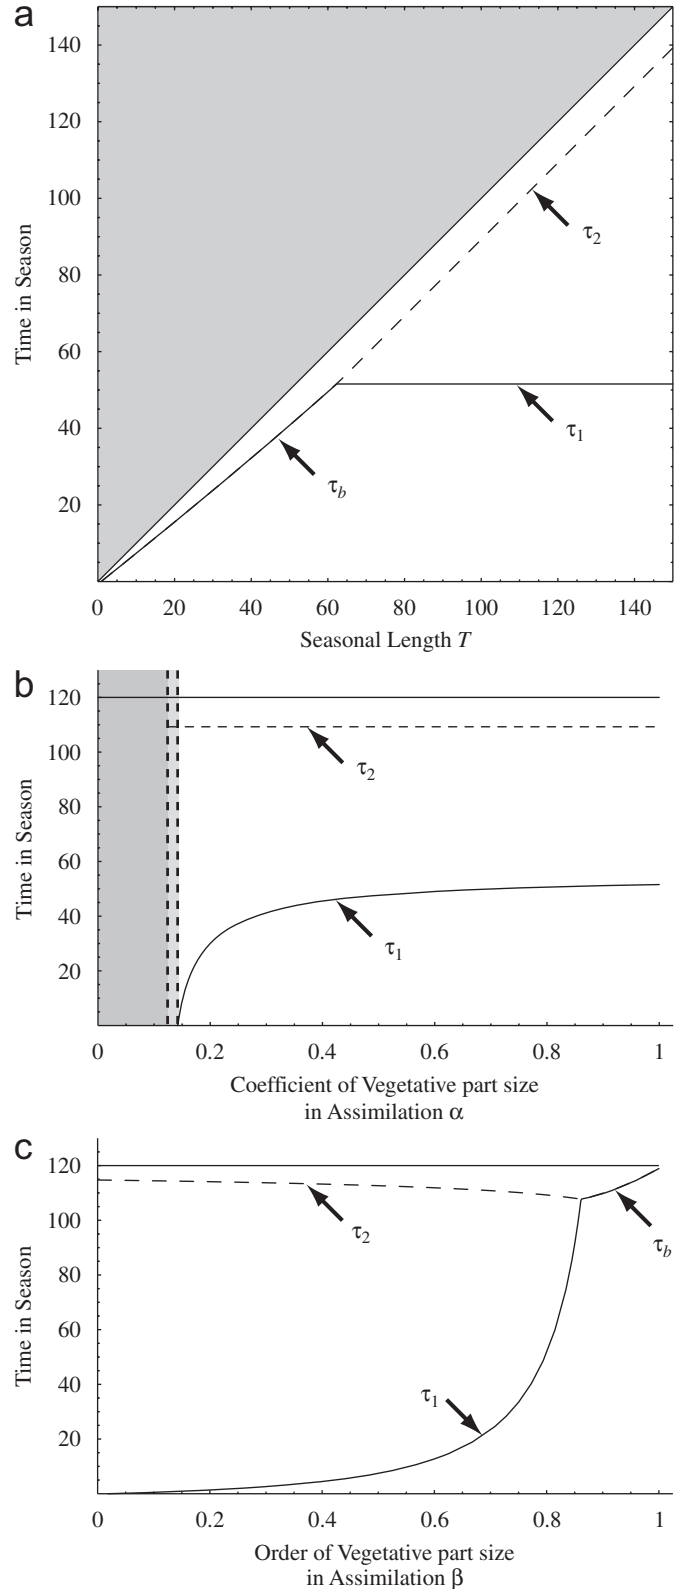 a
140
120
100
80
60
40
20
Time in Season
τ2
τ1
τb
0 20 40 60 80 100 120 140
Seasonal Length T
b
120
100
80
60
40
20
Time in Season
τ2
τ1
0 0.2 0.4 0.6 0.8 1
Coefficient of Vegetative part size
in Assimilation α
c
120
100
80
60
40
20
Time in Season
τ2
τb
τ1
0 0.2 0.4 0.6 0.8 1
Order of Vegetative part size
in Assimilation β